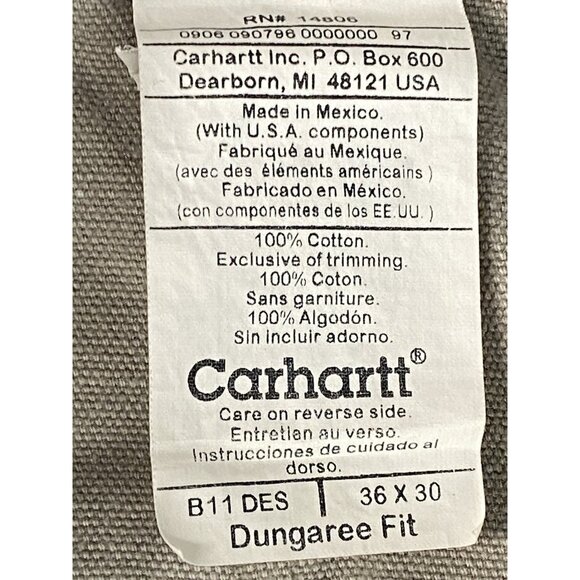 RN# 14806
0906 090796 0000000 97
Carhartt Inc. P.O. Box 600
Dearborn, MI 48121 USA
Made in Mexico.
(With U.S.A. components)
Fabriqué au Mexique.
(avec des éléments américains )
Fabricado en México.
(con componentes de los EE.UU. )
100% Cotton.
Exclusive of trimming.
100% Coton.
Sans garniture.
100% Algodón.
Sin incluir adorno.
Carhartt®
Care on reverse side.
Entretien au verso.
Instrucciones de cuidado al
dorso.
B11 DES | 36 X 30
Dungaree Fit